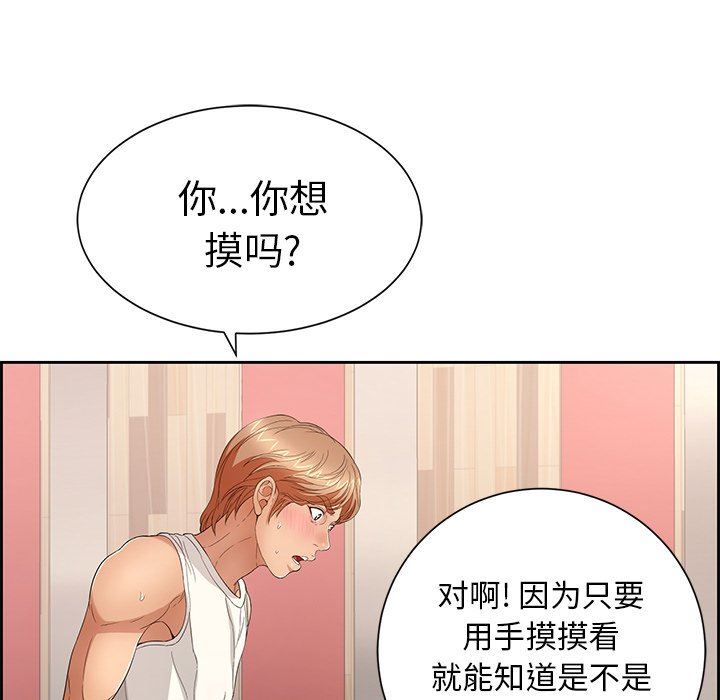 你...你想
摸吗?
对啊! 因为只要
用手摸摸看
就能知道是不是